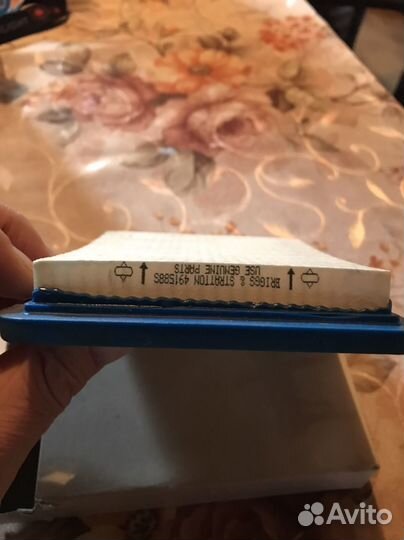 BRIGGS & STRATTON 491588S
USE GENUINE PARTS
Avito